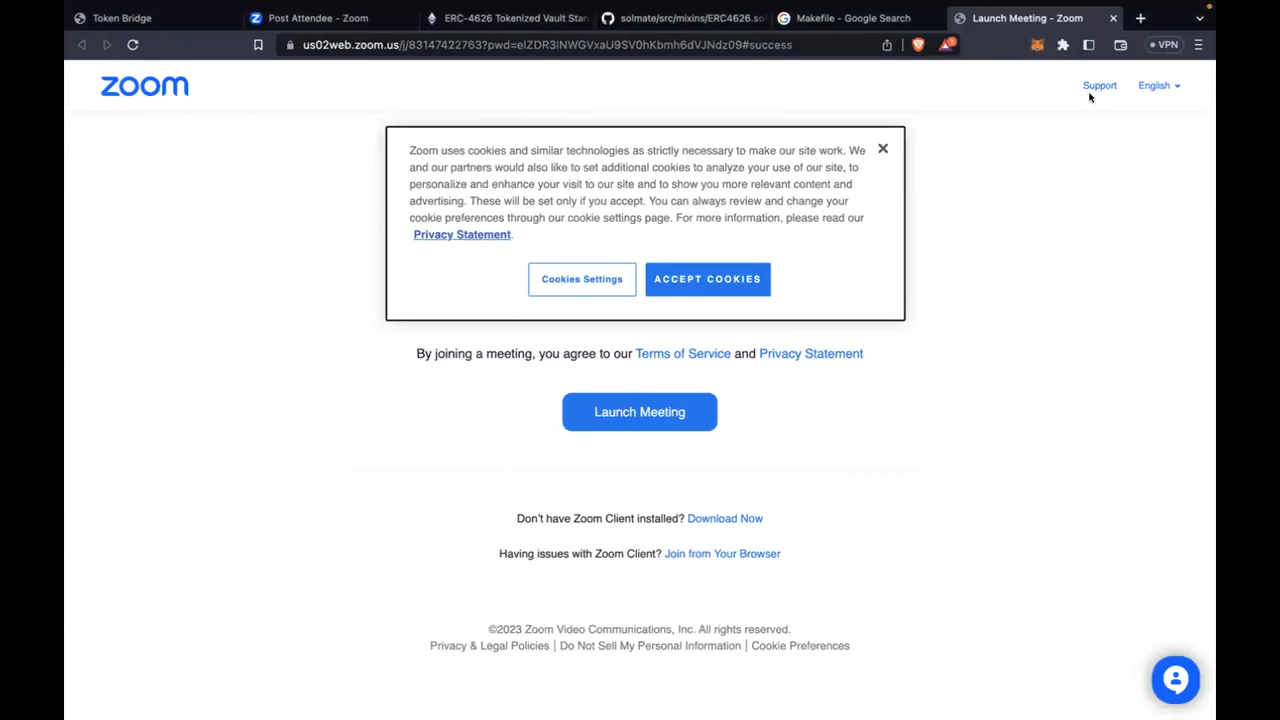 Token Bridge
Post Attendee - Zoom
ERC-4626 Tokenized Vault Stan
solmate/src/mixins/ERC4626.sol
Makefile - Google Search
Launch Meeting - Zoom
us02web.zoom.us/j/83147422763?pwd=elZDR3lNWGVxaU9SV0hKbmh6dVJNdz09#success
VPN
zoom
Support
English
Zoom uses cookies and similar technologies as strictly necessary to make our site work. We
and our partners would also like to set additional cookies to analyze your use of our site, to
personalize and enhance your visit to our site and to show you more relevant content and
advertising. These will be set only if you accept. You can always review and change your
cookie preferences through our cookie settings page. For more information, please read our
Privacy Statement.
Cookies Settings
ACCEPT COOKIES
By joining a meeting, you agree to our Terms of Service and Privacy Statement
Launch Meeting
Don't have Zoom Client installed? Download Now
Having issues with Zoom Client? Join from Your Browser
©2023 Zoom Video Communications, Inc. All rights reserved.
Privacy & Legal Policies | Do Not Sell My Personal Information | Cookie Preferences